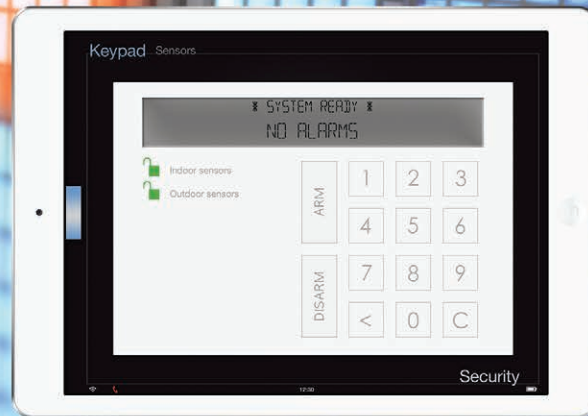 Keypad Sensors
* SYSTEM READY *
NO ALARMS
Indoor sensors
Outdoor sensors
ARM
1 2 3
4 5 6
DISARM
7 8 9
< 0 C
Security
12:00